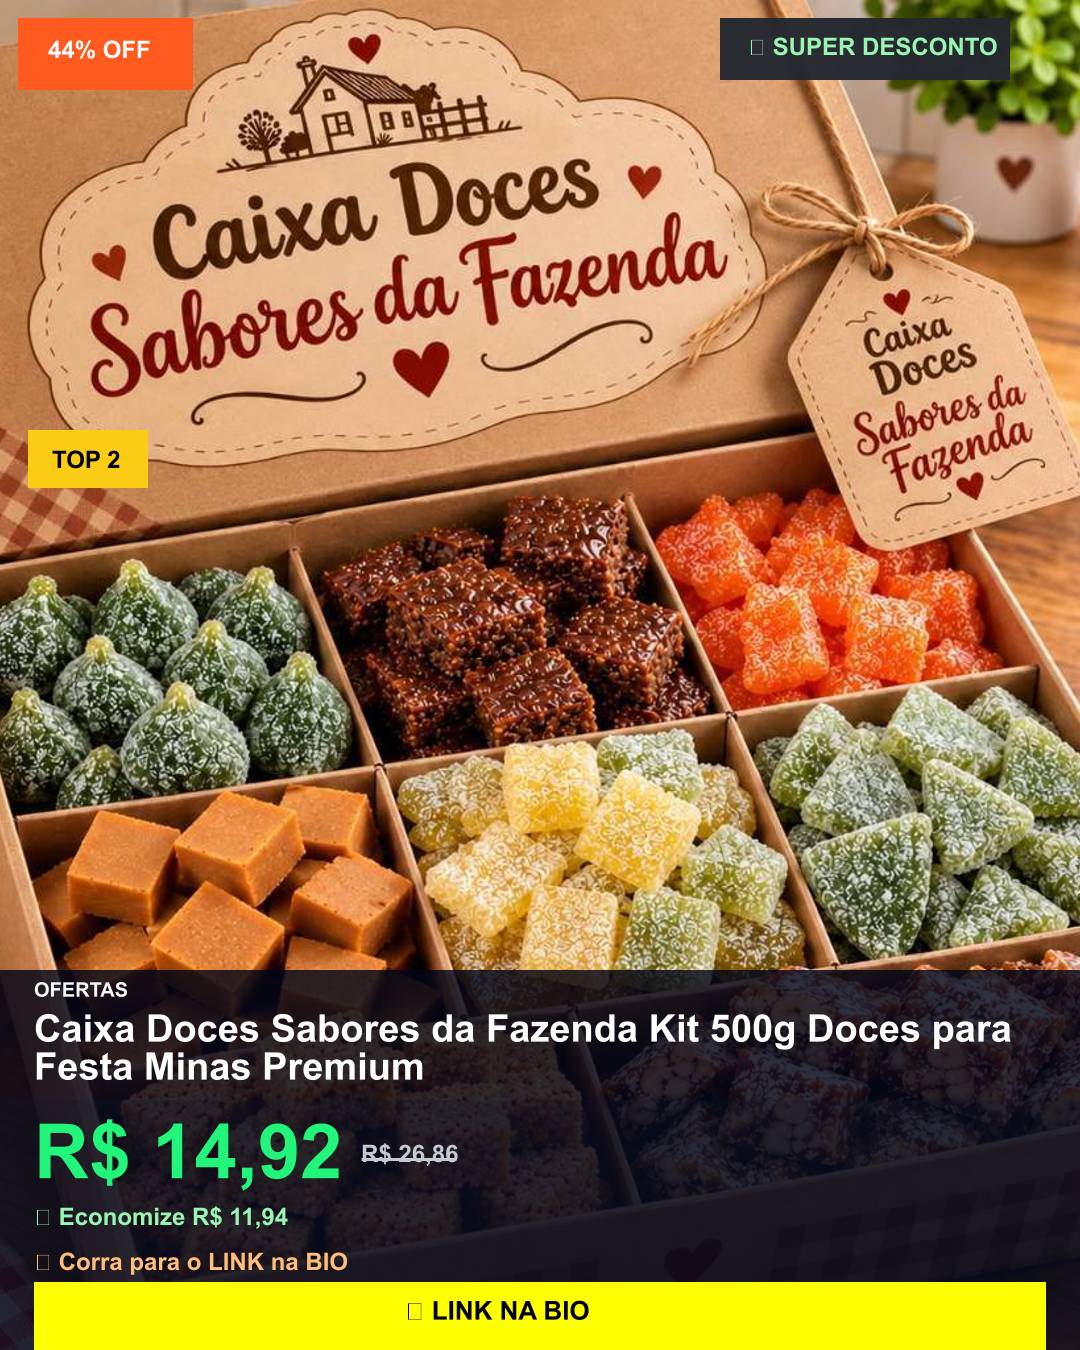 44% OFF
SUPER DESCONTO
Caixa Doces
Sabores da Fazenda
Caixa
Doces
Sabores da
Fazenda
TOP 2
OFERTAS
Caixa Doces Sabores da Fazenda Kit 500g Doces para
Festa Minas Premium
R$ 14,92 R$ 26,86
Economize R$ 11,94
Corra para o LINK na BIO
LINK NA BIO